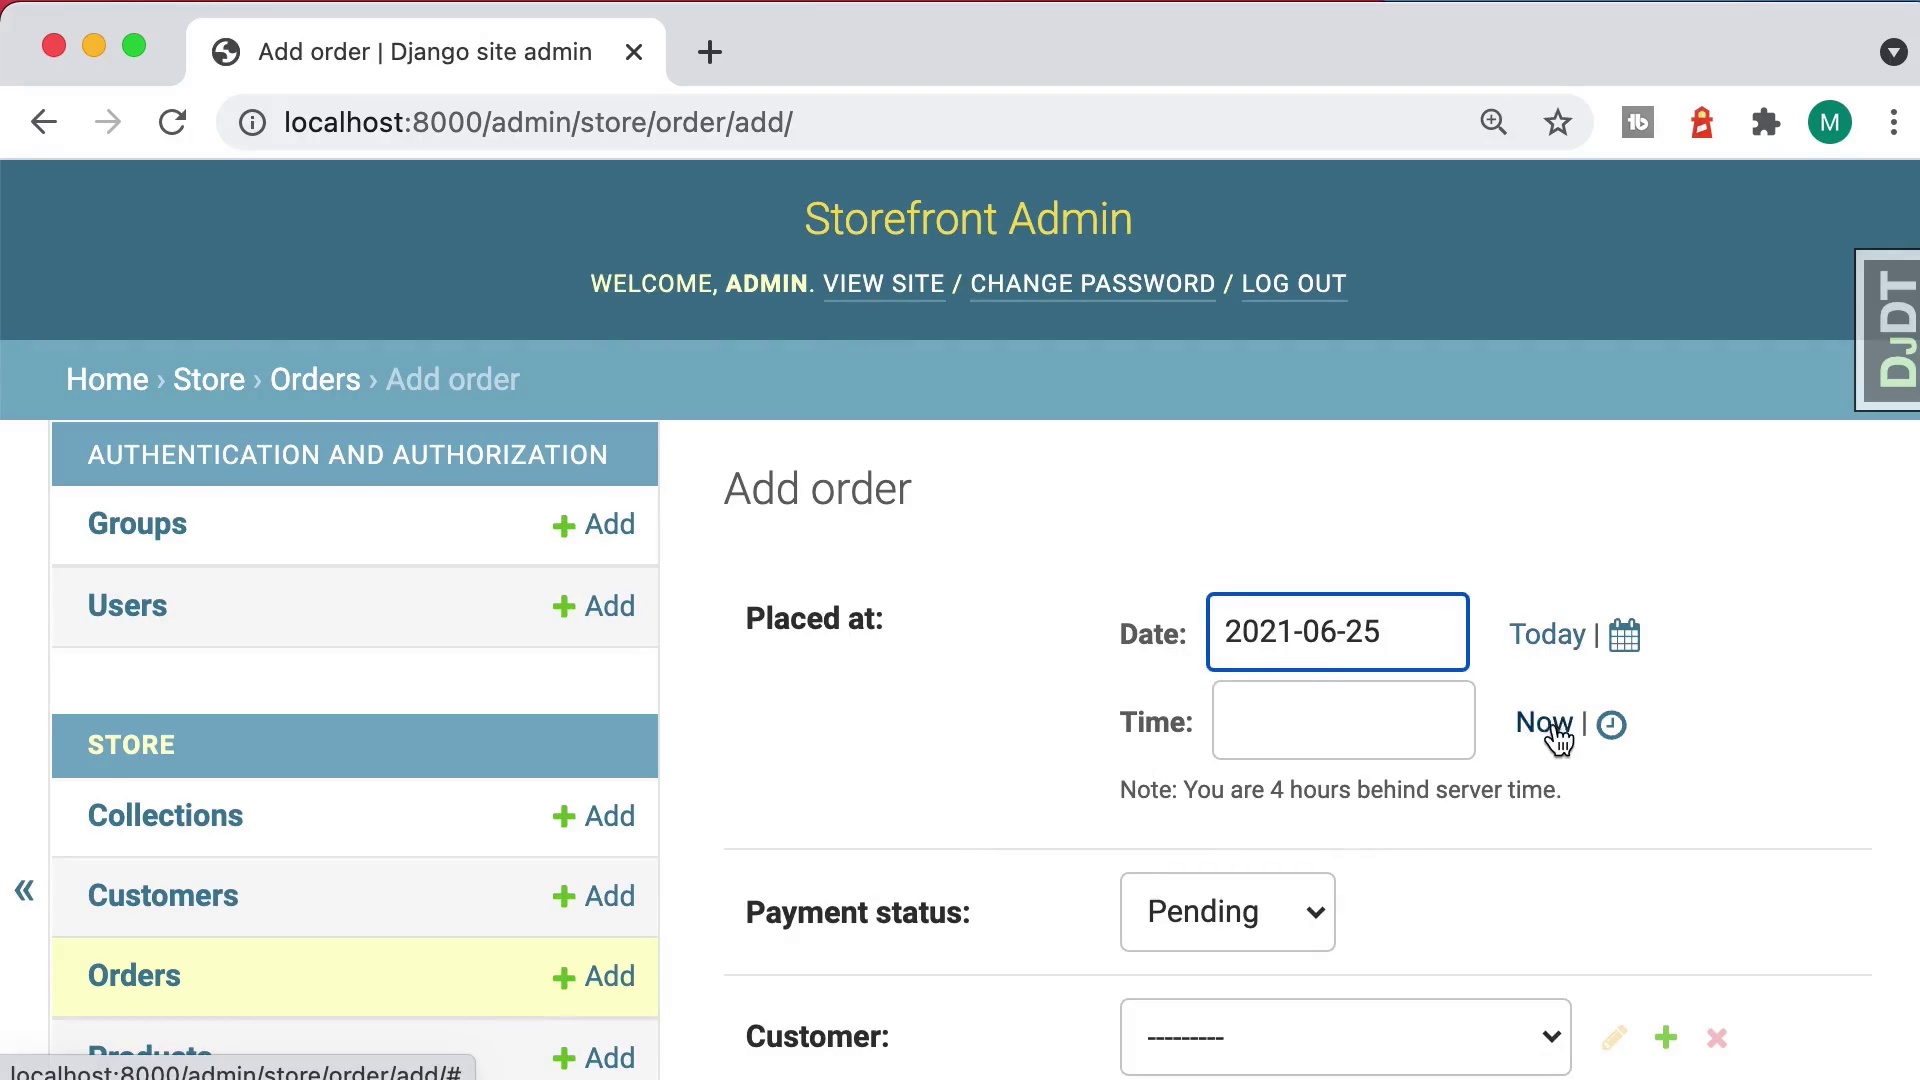 Add order | Django site admin
localhost:8000/admin/store/order/add/
M
Storefront Admin
WELCOME, ADMIN. VIEW SITE / CHANGE PASSWORD / LOG OUT
DJDT
Home › Store › Orders › Add order
AUTHENTICATION AND AUTHORIZATION
Groups + Add
Users + Add
STORE
Collections + Add
« Customers + Add
Orders + Add
Products + Add
localhost:8000/admin/store/order/add/#
Add order
Placed at:
Date: 2021-06-25 Today |
Time: Now |
Note: You are 4 hours behind server time.
Payment status: Pending
Customer: ---------